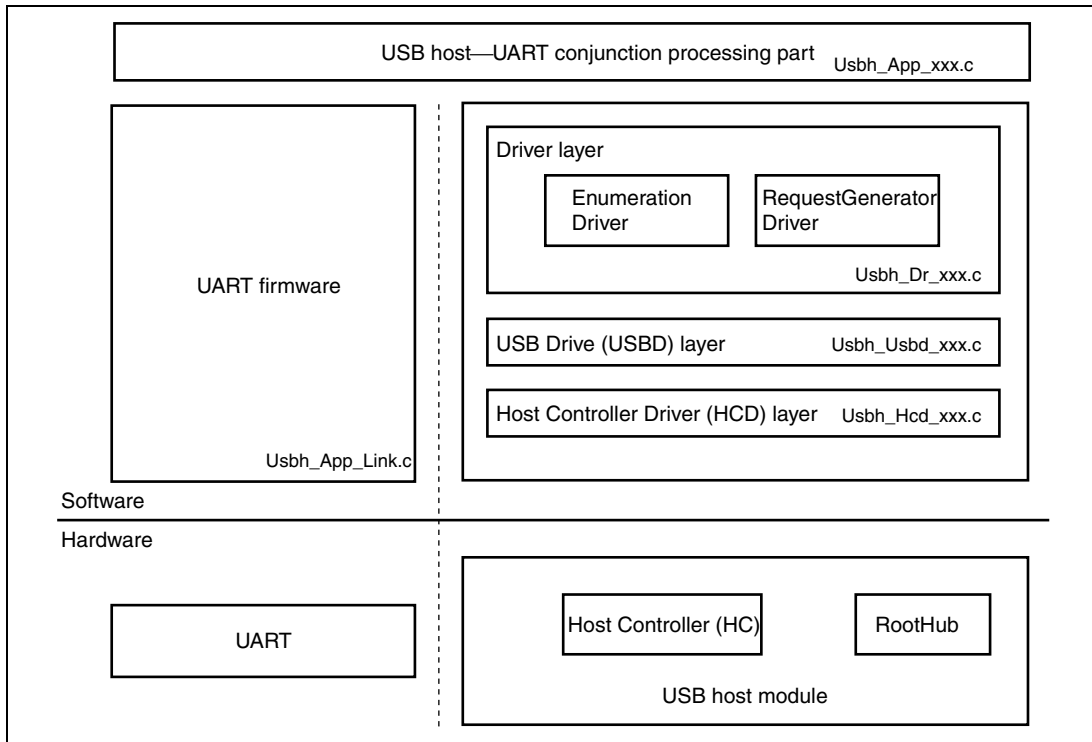 USB host—UART conjunction processing part
Usbh_App_xxx.c
UART firmware
Usbh_App_Link.c
Driver layer
Enumeration
Driver
RequestGenerator
Driver
Usbh_Dr_xxx.c
USB Drive (USBD) layer
Usbh_Usbd_xxx.c
Host Controller Driver (HCD) layer
Usbh_Hcd_xxx.c
Software
Hardware
UART
Host Controller (HC)
RootHub
USB host module